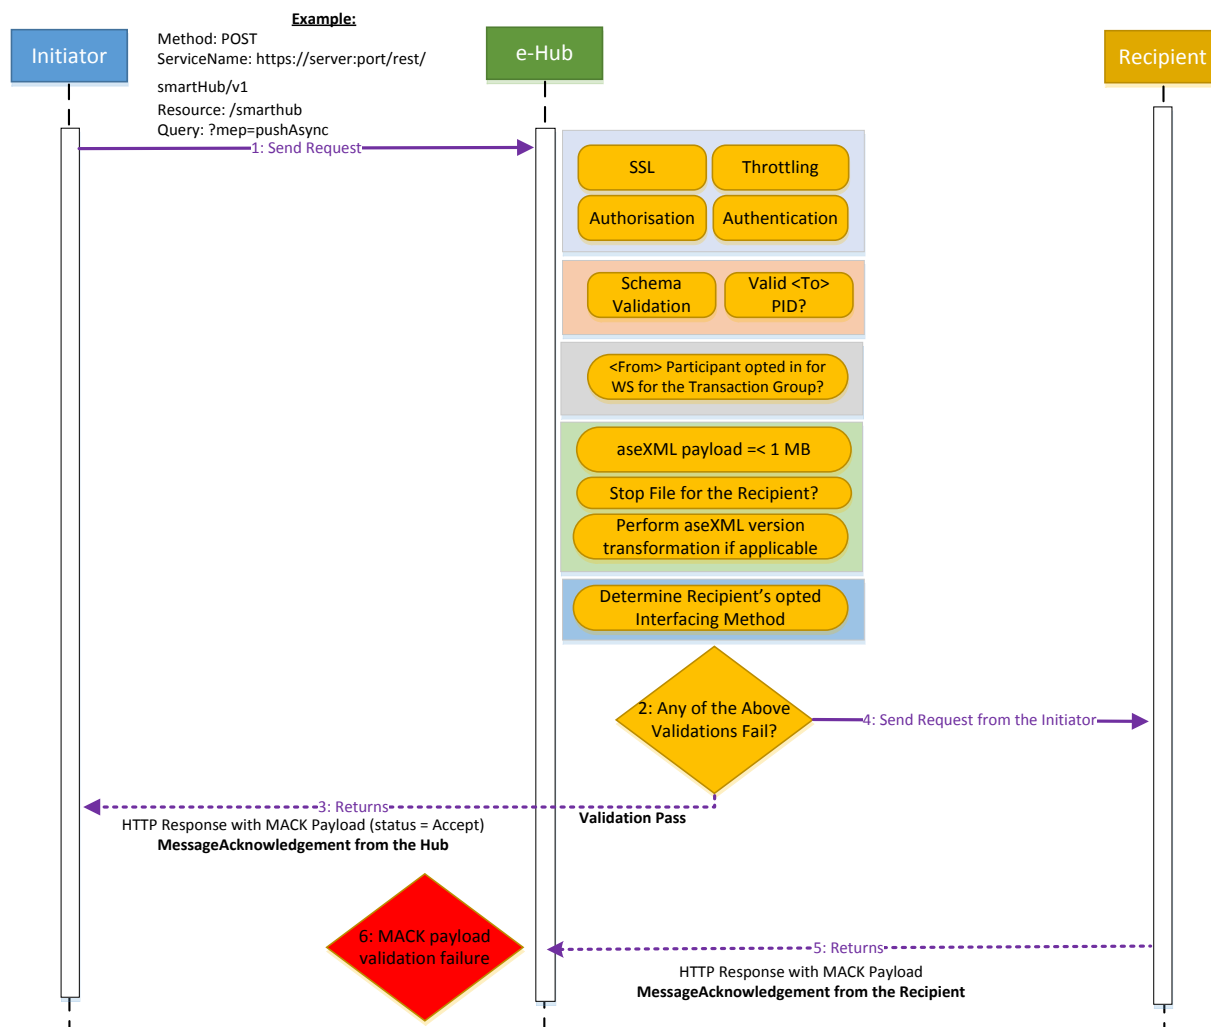 Example:
Method: POST
ServiceName: https://server:port/rest/
smartHub/v1
Resource: /smarthub
Query: ?mep=pushAsync
Initiator
e-Hub
Recipient
1: Send Request
SSL
Throttling
Authorisation
Authentication
Schema
Validation
Valid <To>
PID?
<From> Participant opted in for
WS for the Transaction Group?
aseXML payload =< 1 MB
Stop File for the Recipient?
Perform aseXML version
transformation if applicable
Determine Recipient’s opted
Interfacing Method
2: Any of the Above
Validations Fail?
4: Send Request from the Initiator
3: Returns
HTTP Response with MACK Payload (status = Accept)
MessageAcknowledgement from the Hub
Validation Pass
6: MACK payload
validation failure
5: Returns
HTTP Response with MACK Payload
MessageAcknowledgement from the Recipient